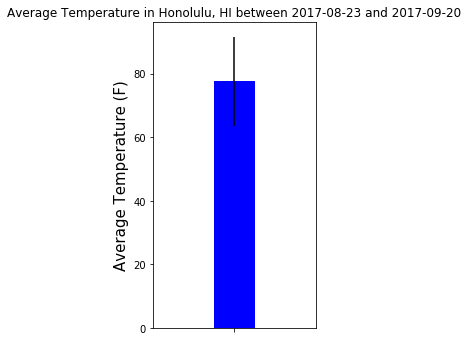 Average Temperature in Honolulu, HI between 2017-08-23 and 2017-09-20
Average Temperature (F)
80
60
40
20
0